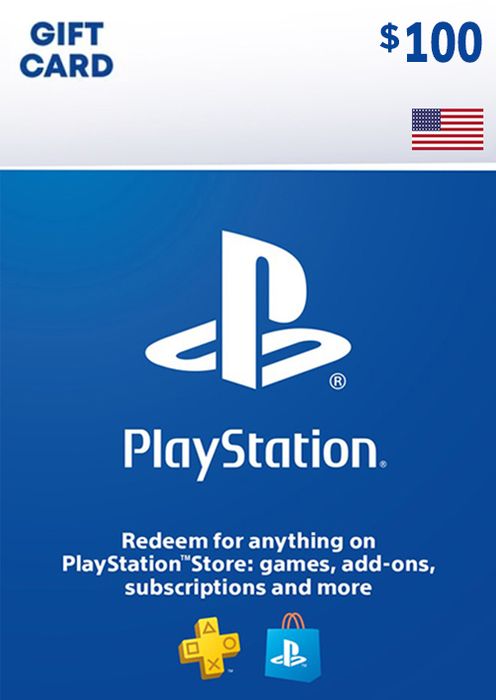 GIFT
CARD
$100
PlayStation®
Redeem for anything on
PlayStation™Store: games, add-ons,
subscriptions and more